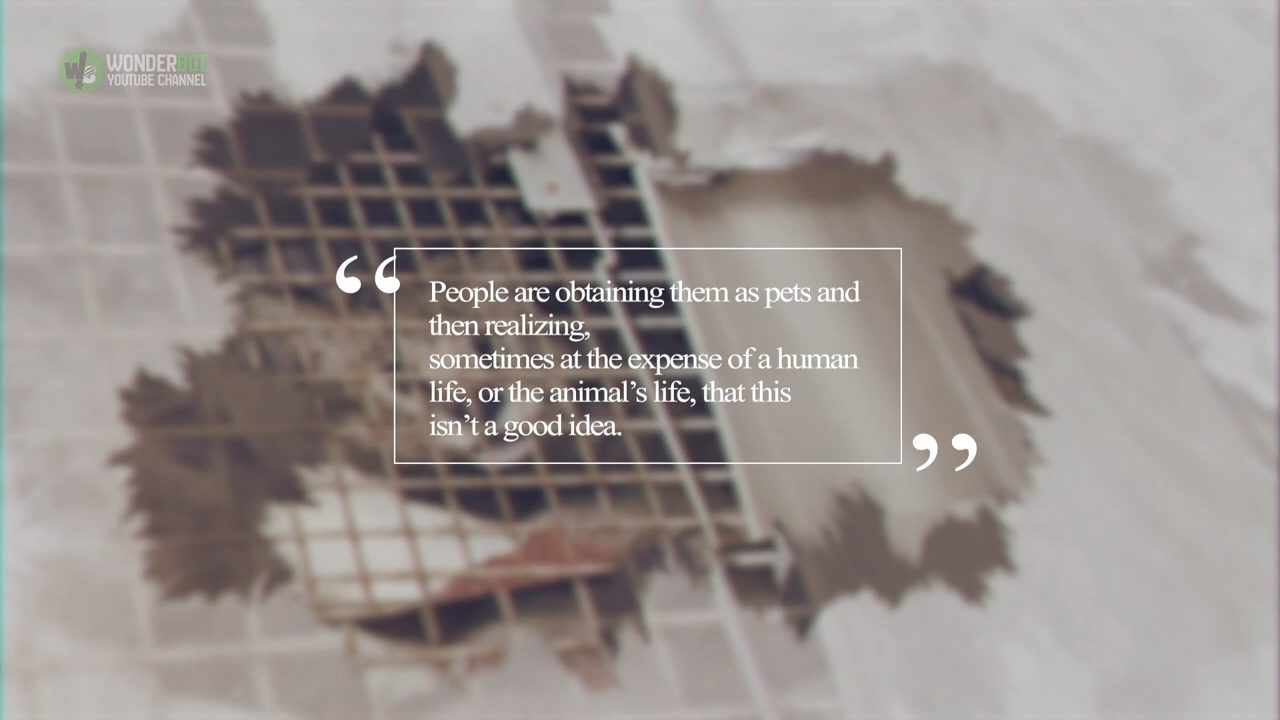 WONDERBOT
YOUTUBE CHANNEL
“
People are obtaining them as pets and
then realizing,
sometimes at the expense of a human
life, or the animal’s life, that this
isn’t a good idea.
”